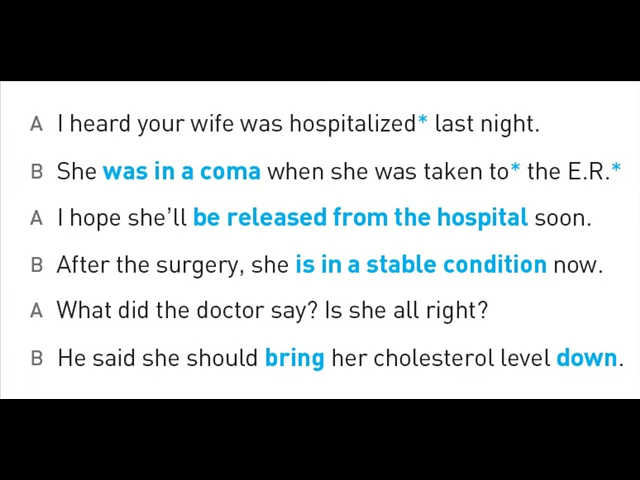 A I heard your wife was hospitalized* last night.
B She was in a coma when she was taken to* the E.R.*
A I hope she'll be released from the hospital soon.
B After the surgery, she is in a stable condition now.
A What did the doctor say? Is she all right?
B He said she should bring her cholesterol level down.